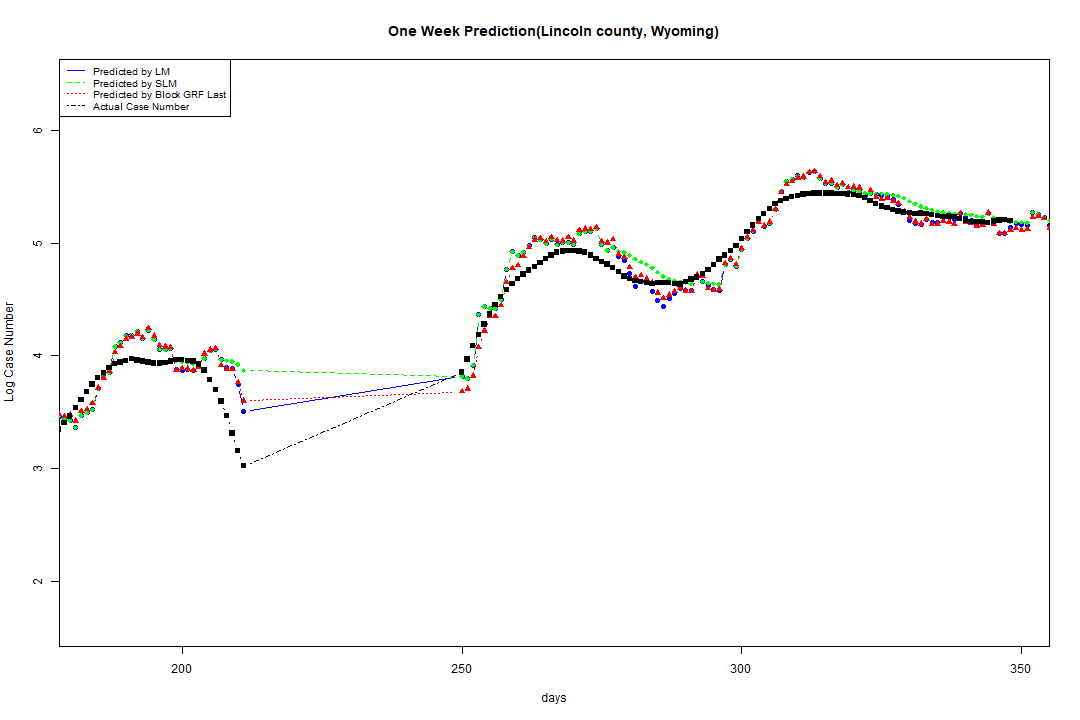 One Week Prediction(Lincoln county, Wyoming)
Predicted by LM
Predicted by SLM
Predicted by Block GRF Last
Actual Case Number
6
5
4
3
2
Log Case Number
200
250
300
350
days